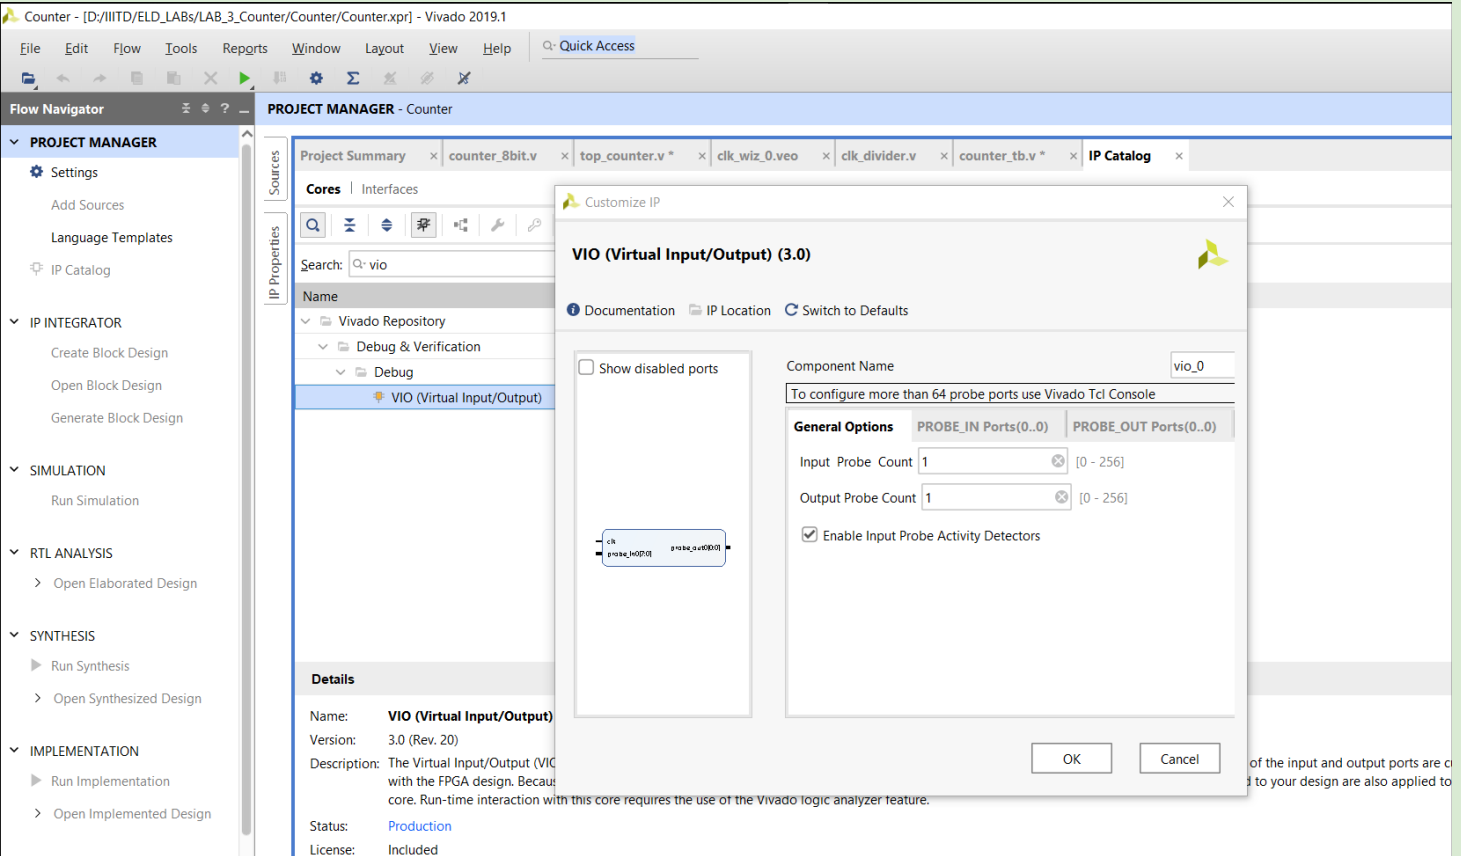 Counter - [D:/IIITD/ELD_LABs/LAB_3_Counter/Counter/Counter.xpr] - Vivado 2019.1
File Edit Flow Tools Reports Window Layout View Help Quick Access
Flow Navigator
PROJECT MANAGER - Counter
PROJECT MANAGER
Settings
Add Sources
Language Templates
IP Catalog
IP INTEGRATOR
Create Block Design
Open Block Design
Generate Block Design
SIMULATION
Run Simulation
RTL ANALYSIS
Open Elaborated Design
SYNTHESIS
Run Synthesis
Open Synthesized Design
IMPLEMENTATION
Run Implementation
Open Implemented Design
Sources
IP Properties
Project Summary counter_8bit.v top_counter.v * clk_wiz_0.veo clk_divider.v counter_tb.v * IP Catalog
Cores Interfaces
Search: vio
Name
Vivado Repository
Debug & Verification
Debug
VIO (Virtual Input/Output)
Customize IP
VIO (Virtual Input/Output) (3.0)
Documentation IP Location Switch to Defaults
Show disabled ports
clk
probe_in0[7:0] probe_out0[0:0]
Component Name vio_0
To configure more than 64 probe ports use Vivado Tcl Console
General Options PROBE_IN Ports(0..0) PROBE_OUT Ports(0..0)
Input Probe Count 1 [0 - 256]
Output Probe Count 1 [0 - 256]
Enable Input Probe Activity Detectors
OK Cancel
Details
Name: VIO (Virtual Input/Output)
Version: 3.0 (Rev. 20)
Description: The Virtual Input/Output (VIO of the input and output ports are
with the FPGA design. to your design are also applied to
core. Run-time interaction with this core requires the use of the Vivado logic analyzer feature.
Status: Production
License: Included